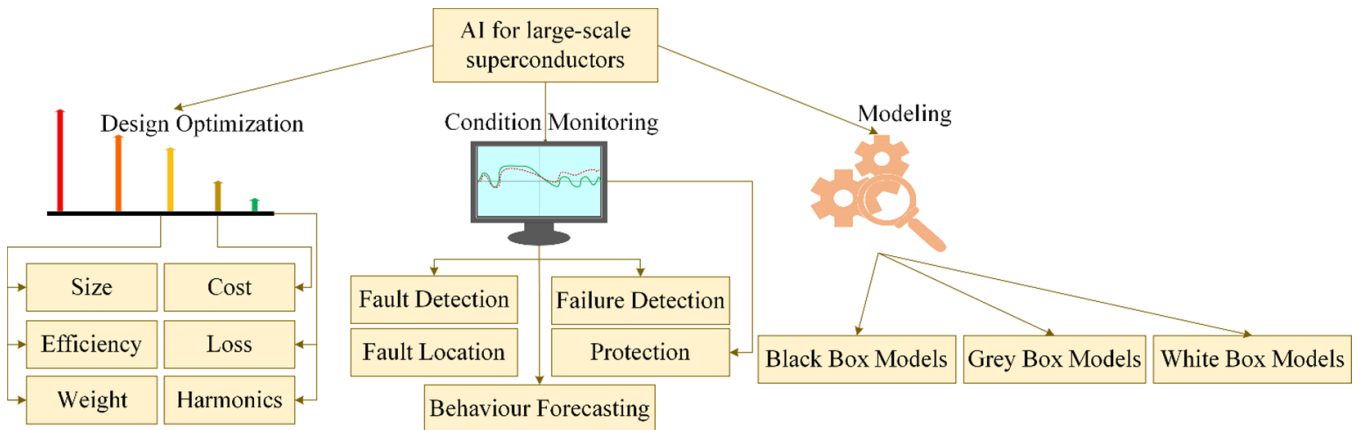 AI for large-scale
superconductors
Design Optimization
Condition Monitoring
Modeling
Size
Cost
Efficiency
Loss
Weight
Harmonics
Fault Detection
Failure Detection
Fault Location
Protection
Behaviour Forecasting
Black Box Models
Grey Box Models
White Box Models